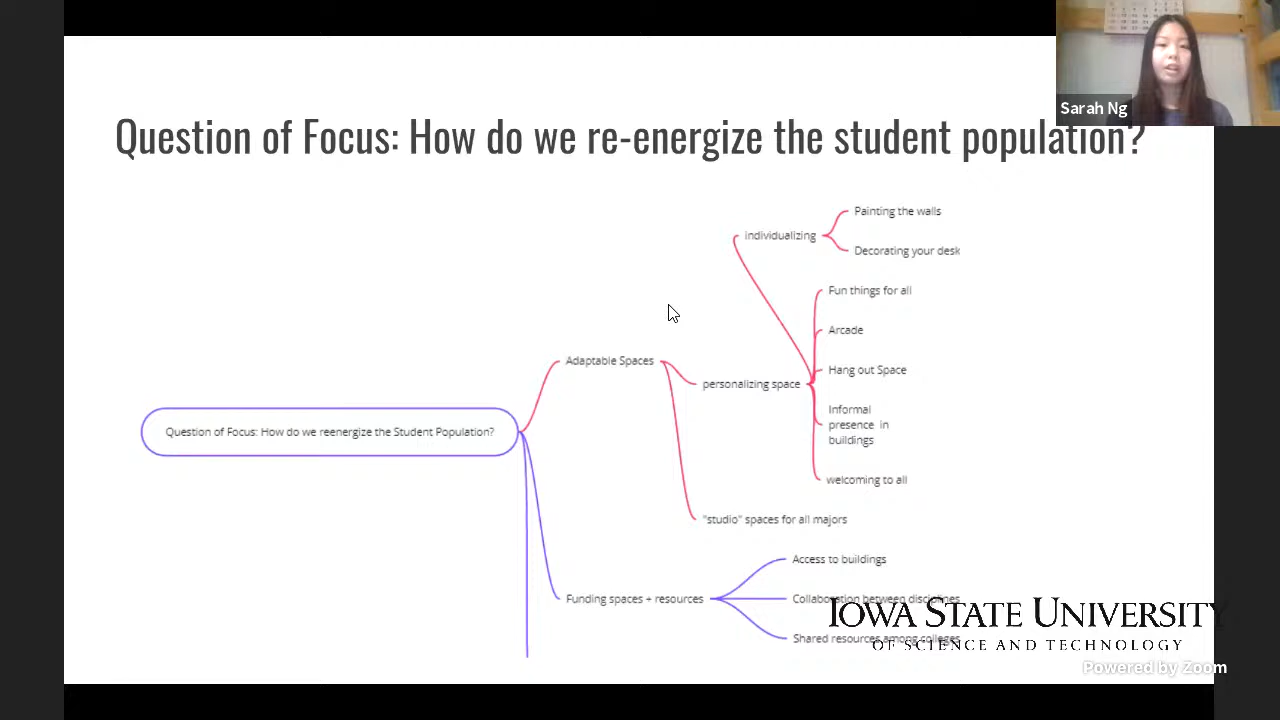 Sarah Ng
Question of Focus: How do we re-energize the student population?
Painting the walls
individualizing
Decorating your desk
Fun things for all
Arcade
Adaptable Spaces
Hang out Space
personalizing space
Informal
presence in
buildings
Question of Focus: How do we reenergize the Student Population?
welcoming to all
"studio" spaces for all majors
Access to buildings
Funding spaces + resources
Collaboration between disciplines
Shared resources among colleges
IOWA STATE UNIVERSITY
OF SCIENCE AND TECHNOLOGY
Powered by Zoom